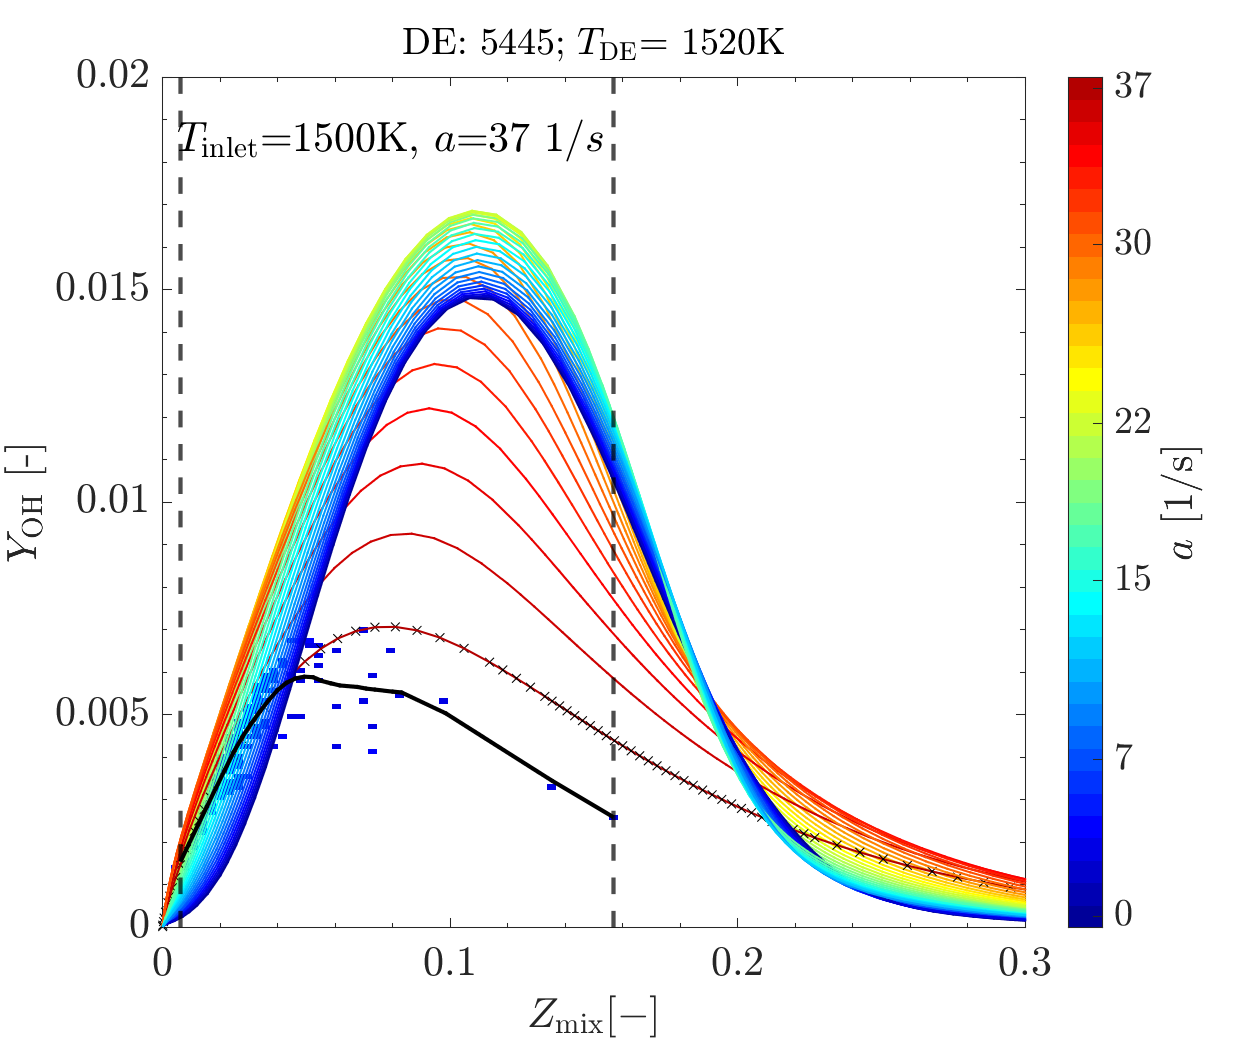 DE: 5445; T_DE= 1520K
T_inlet=1500K, a=37 1/s
0.02
0.015
0.01
0.005
0
Y_OH [-]
0 0.1 0.2 0.3
Z_mix[−]
37
30
22
15
7
0
a [1/s]